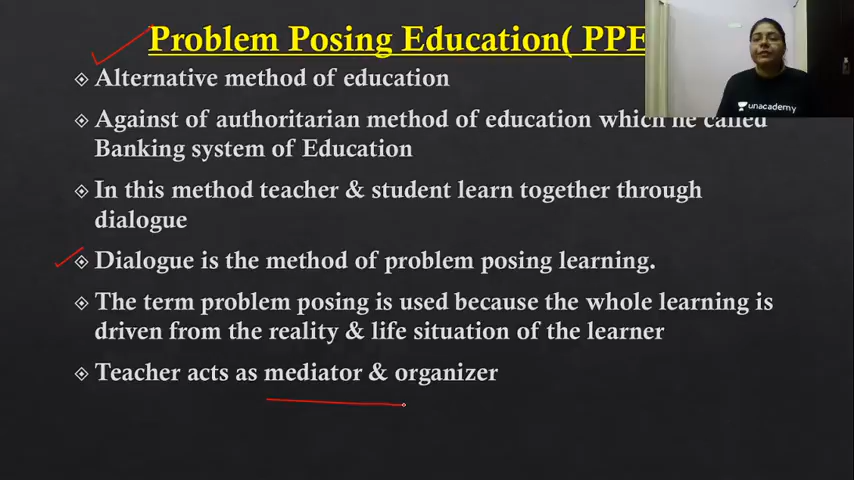 Problem Posing Education( PPE
Alternative method of education
Against of authoritarian method of education which he called
Banking system of Education
In this method teacher & student learn together through
dialogue
Dialogue is the method of problem posing learning.
The term problem posing is used because the whole learning is
driven from the reality & life situation of the learner
Teacher acts as mediator & organizer
unacademy